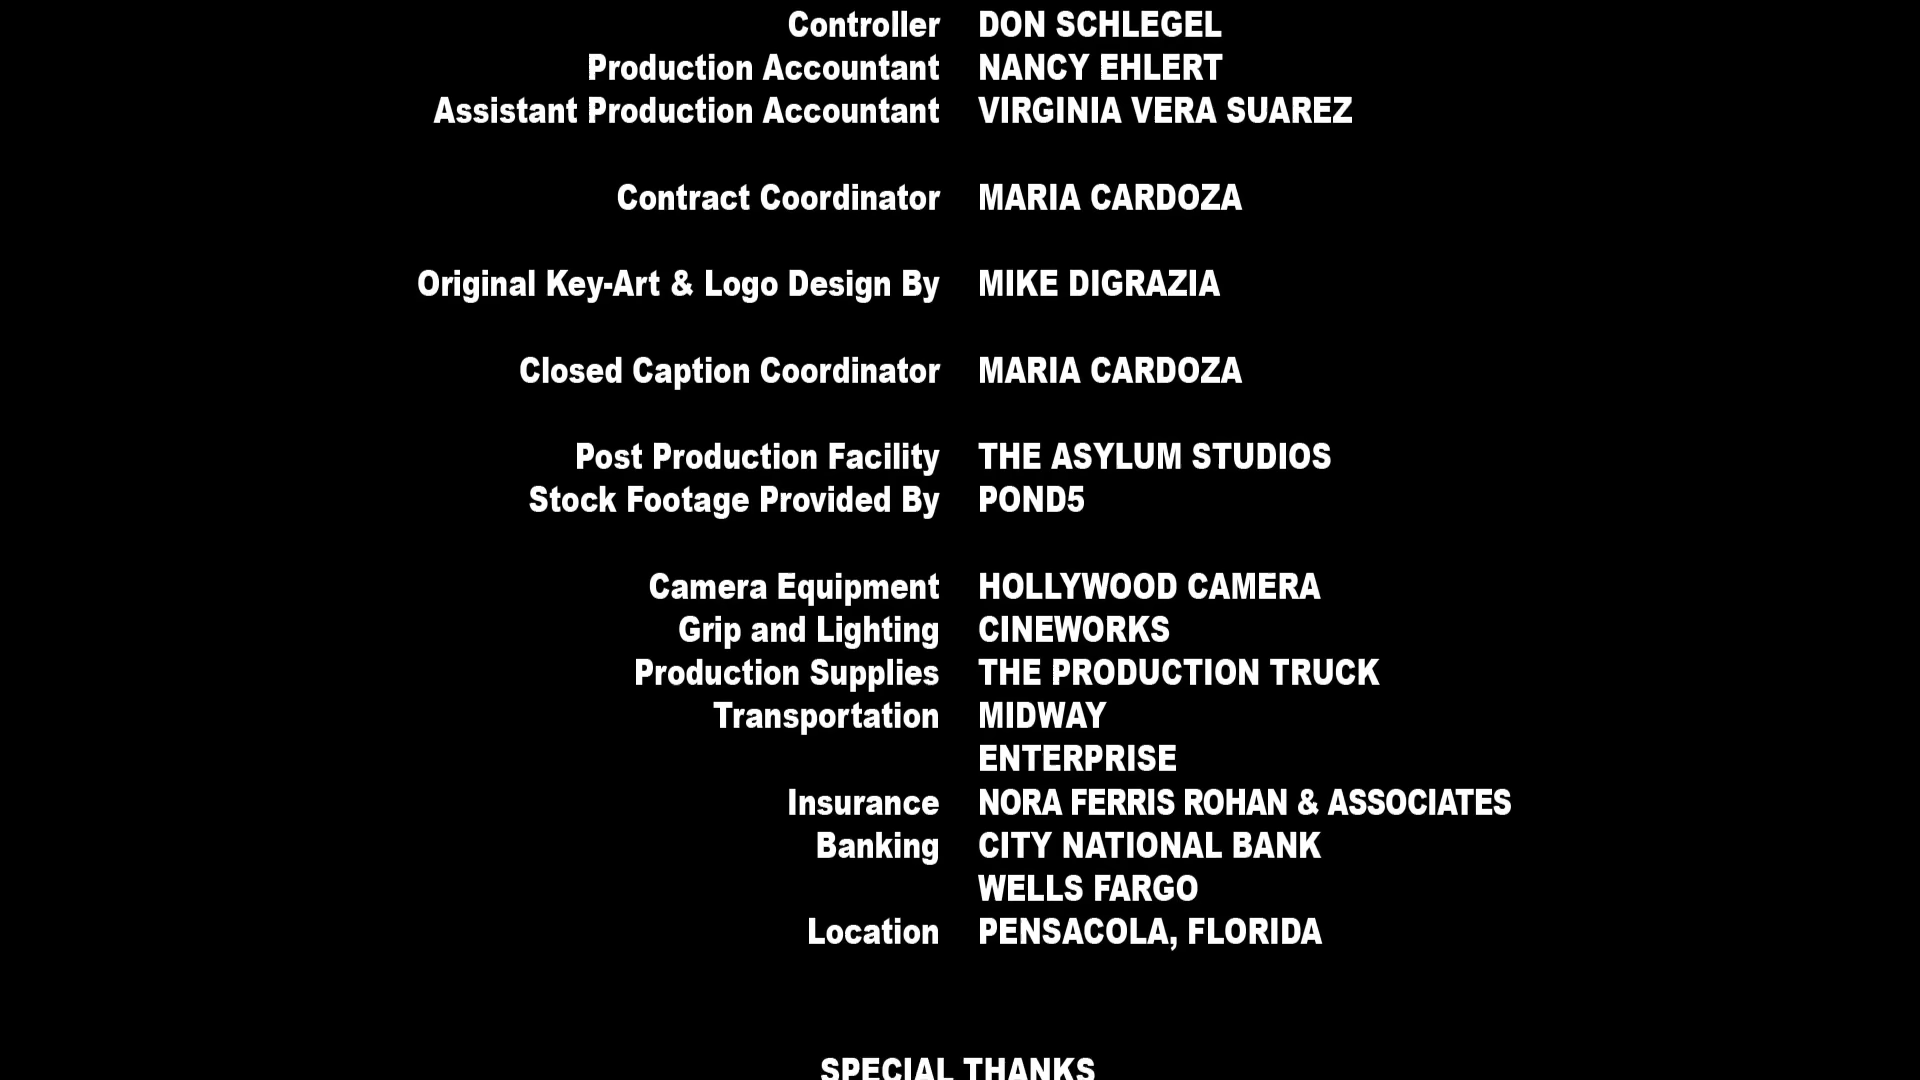 Controller DON SCHLEGEL
Production Accountant NANCY EHLERT
Assistant Production Accountant VIRGINIA VERA SUAREZ
Contract Coordinator MARIA CARDOZA
Original Key-Art & Logo Design By MIKE DIGRAZIA
Closed Caption Coordinator MARIA CARDOZA
Post Production Facility THE ASYLUM STUDIOS
Stock Footage Provided By POND5
Camera Equipment HOLLYWOOD CAMERA
Grip and Lighting CINEWORKS
Production Supplies THE PRODUCTION TRUCK
Transportation MIDWAY
ENTERPRISE
Insurance NORA FERRIS ROHAN & ASSOCIATES
Banking CITY NATIONAL BANK
WELLS FARGO
Location PENSACOLA, FLORIDA
SPECIAL THANKS